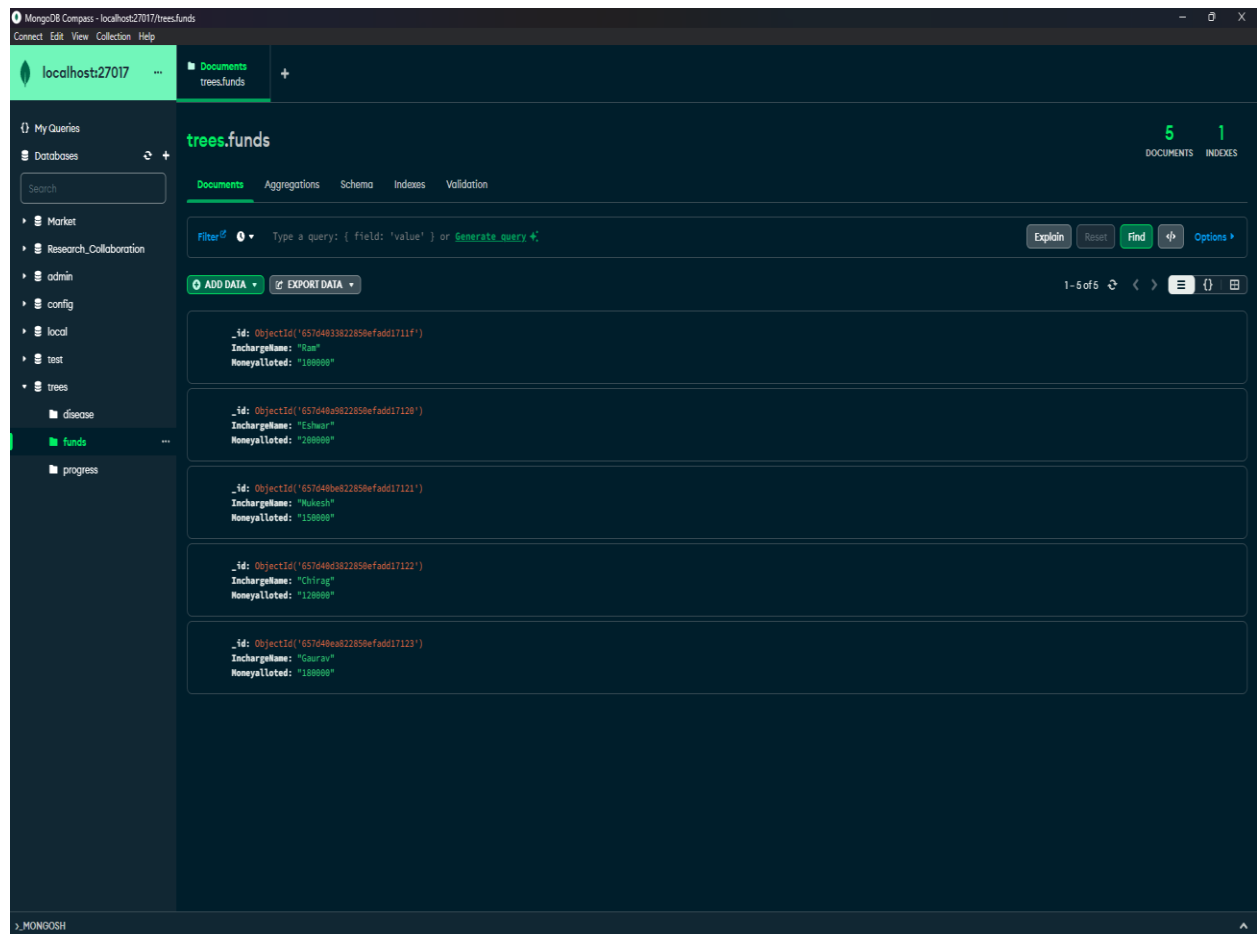 MongoDB Compass - localhost:27017/trees.funds
Connect Edit View Collection Help
localhost:27017 ...
Documents
trees.funds
+
{} My Queries
Databases
Search
Market
Research_Collaboration
admin
config
local
test
trees
disease
funds ...
progress
trees.funds
5
DOCUMENTS
1
INDEXES
Documents Aggregations Schema Indexes Validation
Filter Type a query: { field: 'value' } or Generate query Explain Reset Find </> Options
ADD DATA EXPORT DATA 1-5 of 5 {}
_id: ObjectId('657d4033822850efadd1711f')
InchargeName: "Ram"
Moneyalloted: "100000"
_id: ObjectId('657d40a9822850efadd17120')
InchargeName: "Eshwar"
Moneyalloted: "200000"
_id: ObjectId('657d40be822850efadd17121')
InchargeName: "Mukesh"
Moneyalloted: "150000"
_id: ObjectId('657d40d3822850efadd17122')
InchargeName: "Chirag"
Moneyalloted: "120000"
_id: ObjectId('657d40ea822850efadd17123')
InchargeName: "Gaurav"
Moneyalloted: "180000"
>_MONGOSH